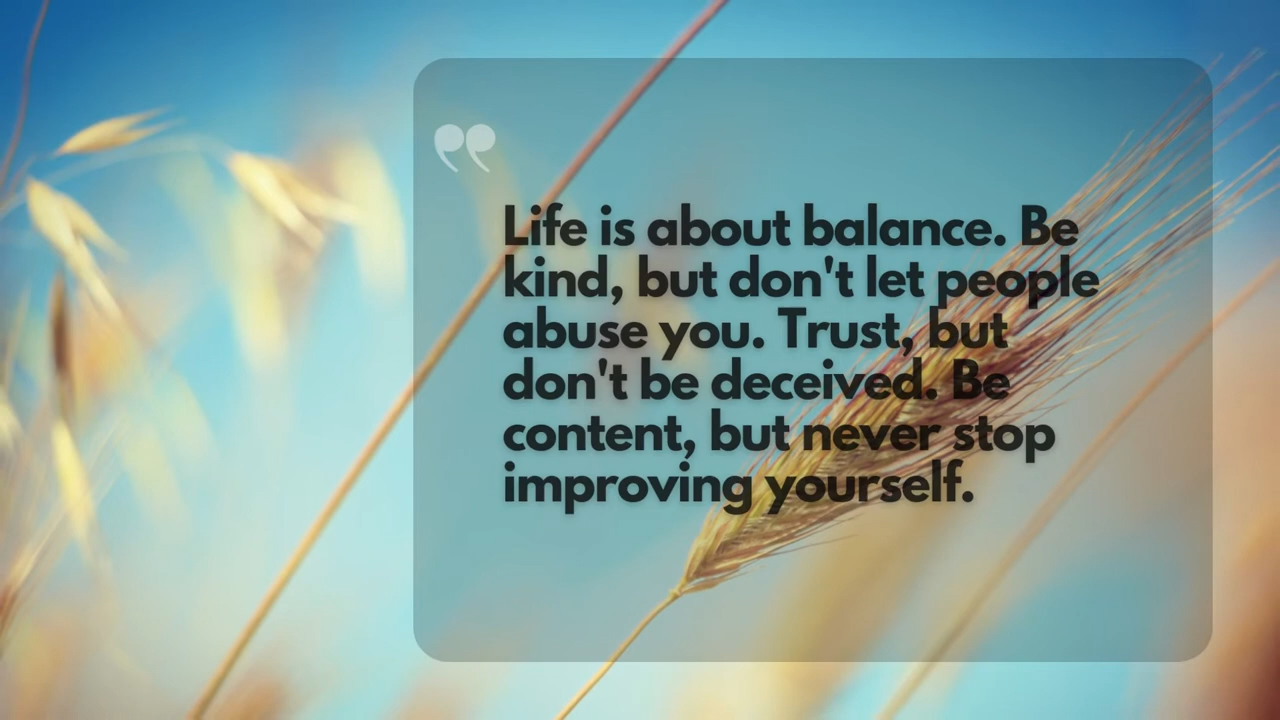 Life is about balance. Be
kind, but don't let people
abuse you. Trust, but
don't be deceived. Be
content, but never stop
improving yourself.